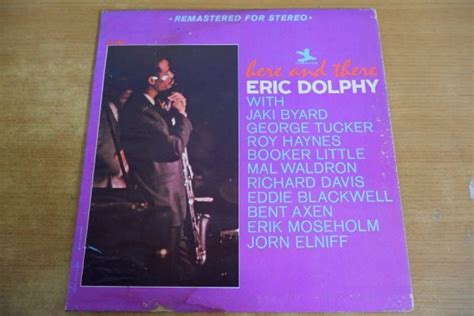 •REMASTERED FOR STEREO•
here and there
ERIC DOLPHY
WITH
JAKI BYARD
GEORGE TUCKER
ROY HAYNES
BOOKER LITTLE
MAL WALDRON
RICHARD DAVIS
EDDIE BLACKWELL
BENT AXEN
ERIK MOSEHOLM
JORN ELNIFF